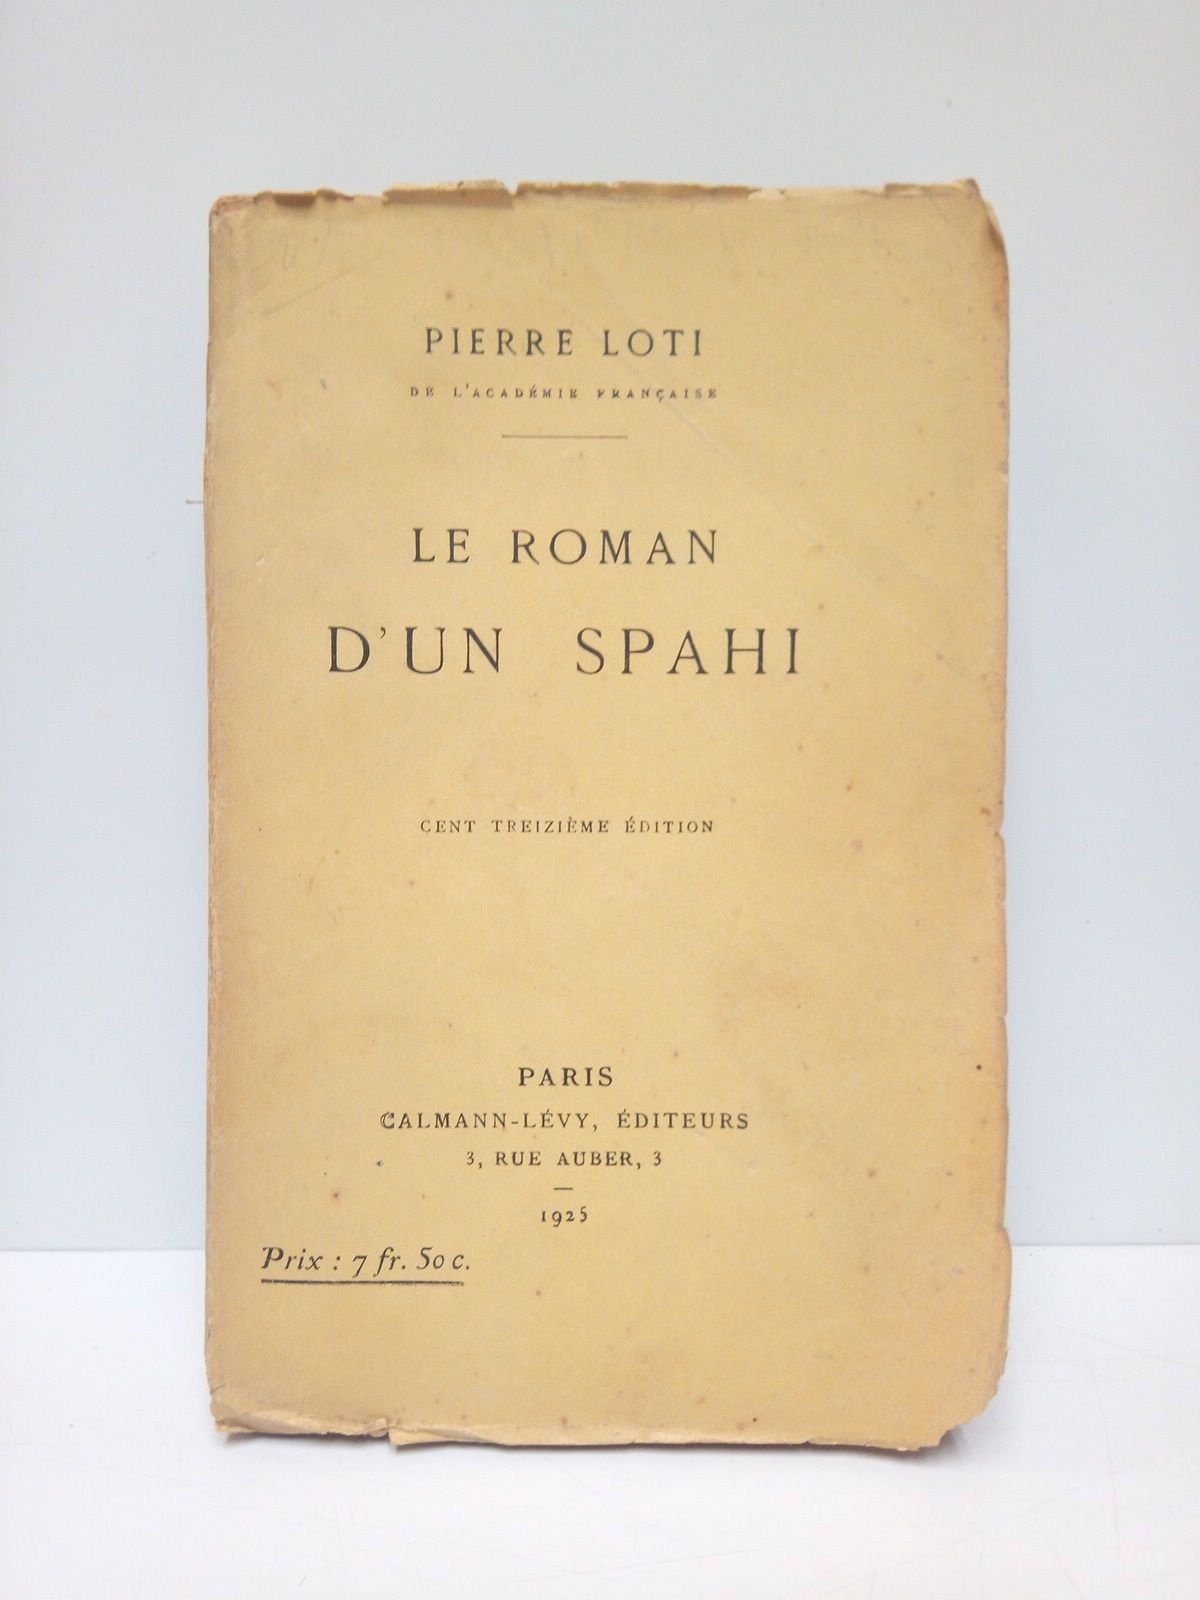 PIERRE LOTI
DE L'ACADÉMIE FRANÇAISE
LE ROMAN
D'UN SPAHI
CENT TREIZIÈME ÉDITION
PARIS
CALMANN-LÉVY, ÉDITEURS
3, RUE AUBER, 3
1925
Prix : 7 fr. 50 c.